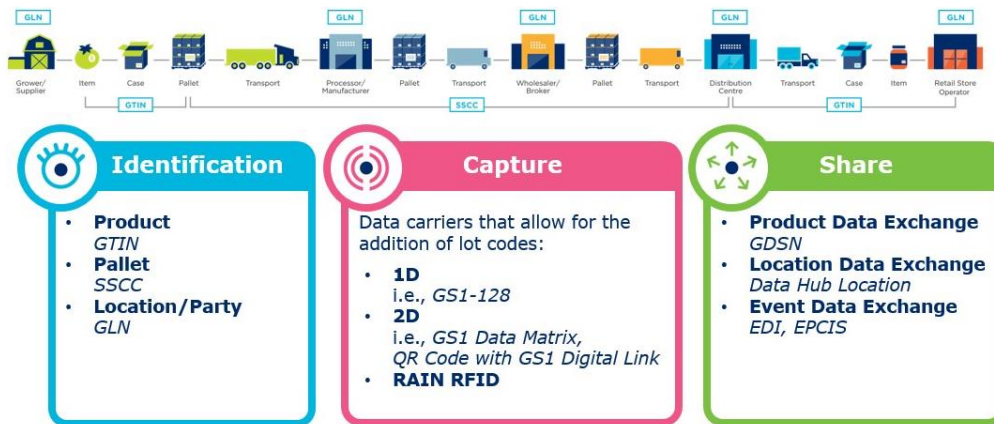 GLN
GLN
GLN
GLN
GLN
Grower/
Supplier
Item
Case
Pallet
Transport
Processor/
Manufacturer
Pallet
Transport
Wholesaler/
Broker
Pallet
Transport
Distribution
Centre
Transport
Case
Item
Retail Store
Operator
GTIN
SSCC
GTIN
Identification
• Product
GTIN
• Pallet
SSCC
• Location/Party
GLN
Capture
Data carriers that allow for the
addition of lot codes:
• 1D
i.e., GS1-128
• 2D
i.e., GS1 Data Matrix,
QR Code with GS1 Digital Link
• RAIN RFID
Share
• Product Data Exchange
GDSN
• Location Data Exchange
Data Hub Location
• Event Data Exchange
EDI, EPCIS